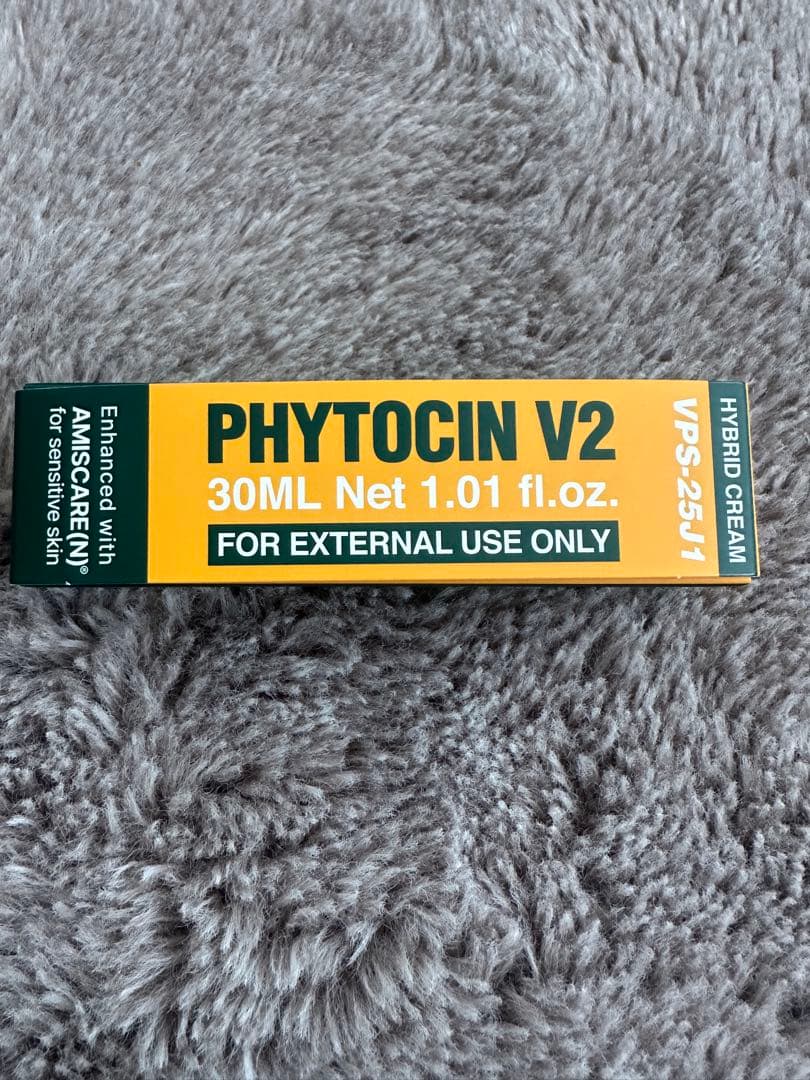 Enhanced with
AMISCARE(N)®
for sensitive skin
PHYTOCIN V2
30ML Net 1.01 fl.oz.
FOR EXTERNAL USE ONLY
VPS-25J1
HYBRID CREAM